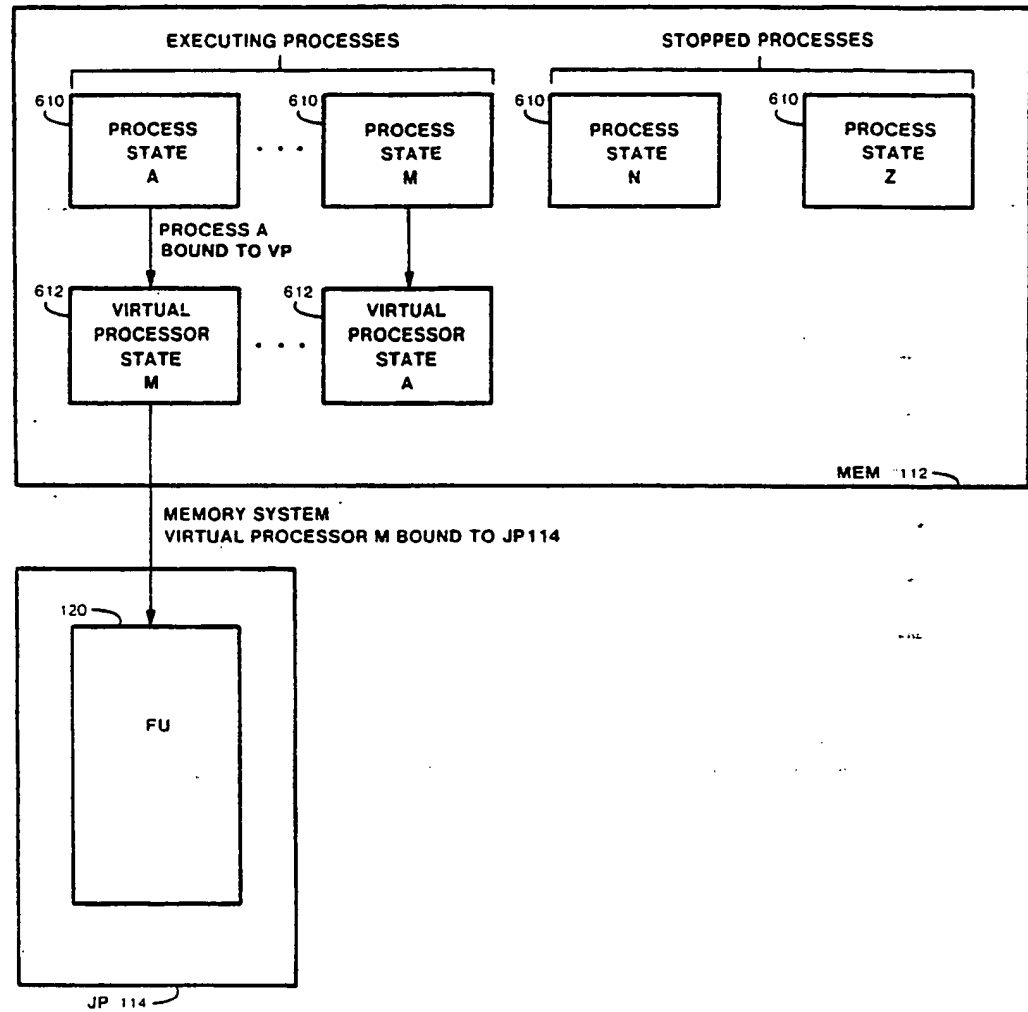 EXECUTING PROCESSES
STOPPED PROCESSES
610
PROCESS
STATE
A
. . .
610
PROCESS
STATE
M
610
PROCESS
STATE
N
610
PROCESS
STATE
Z
PROCESS A
BOUND TO VP
612
VIRTUAL
PROCESSOR
STATE
M
. . .
612
VIRTUAL
PROCESSOR
STATE
A
MEM 112
MEMORY SYSTEM
VIRTUAL PROCESSOR M BOUND TO JP114
120
FU
JP 114